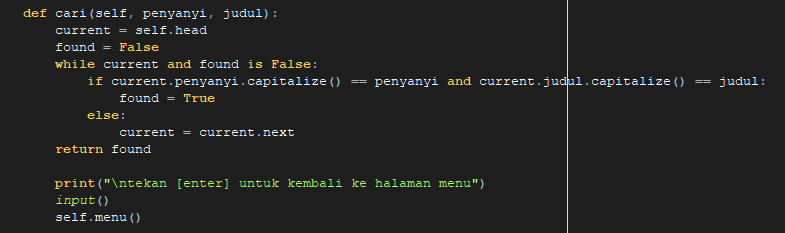 def cari(self, penyanyi, judul):
    current = self.head
    found = False
    while current and found is False:
        if current.penyanyi.capitalize() == penyanyi and current.judul.capitalize() == judul:
            found = True
        else:
            current = current.next
    return found

    print("\ntekan [enter] untuk kembali ke halaman menu")
    input()
    self.menu()